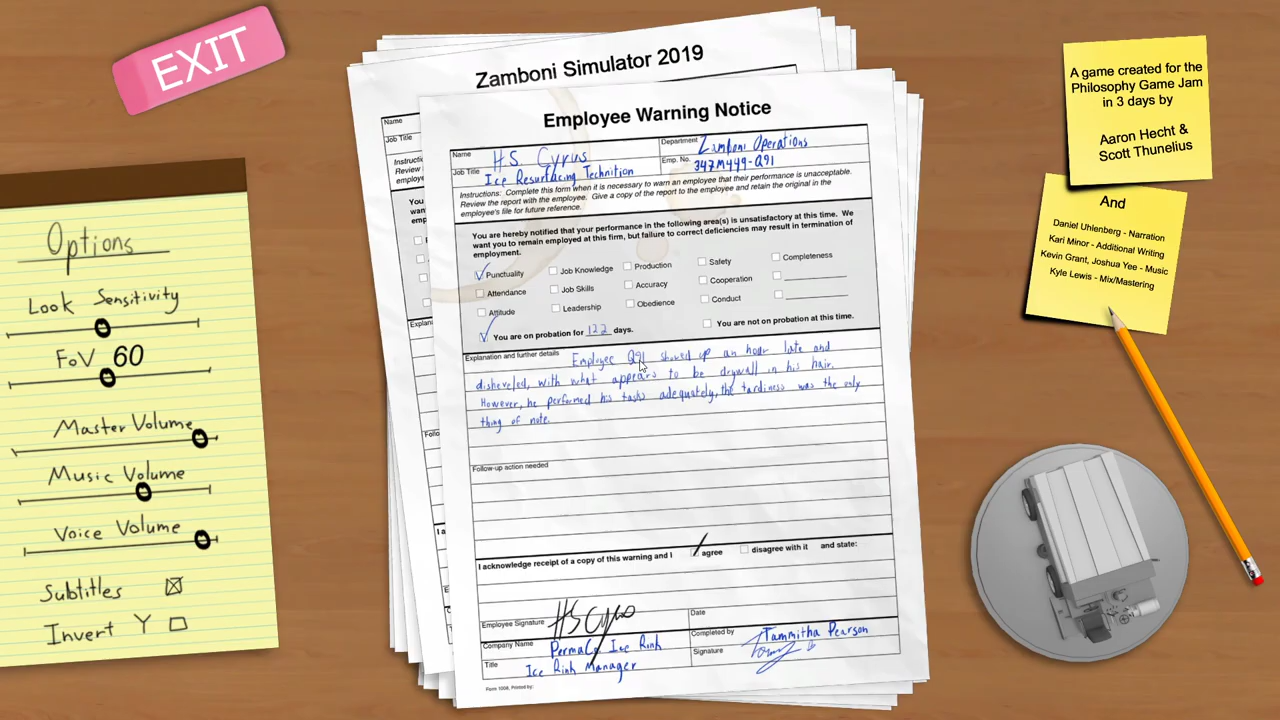 EXIT
Options
Look Sensitivity
FoV 60
Master Volume
Music Volume
Voice Volume
Subtitles
Invert Y
Zamboni Simulator 2019
Name
Job Title
Employee Warning Notice
Name H.S. Cyrus
Department Zamboni Operations
Job Title Ice Resurfacing Technition
Emp. No. 347M449-Q91
Instructions: Complete this form when it is necessary to warn an employee that their performance is unacceptable.
Review the report with the employee. Give a copy of the report to the employee and retain the original in the
employee's file for future reference.
You are hereby notified that your performance in the following area(s) is unsatisfactory at this time. We
want you to remain employed at this firm, but failure to correct deficiencies may result in termination of
employment.
Punctuality Job Knowledge Production Safety Completeness
Attendance Job Skills Accuracy Cooperation
Attitude Leadership Obedience Conduct
You are on probation for 122 days. You are not on probation at this time.
Explanation and further details Employee Q91 showed up an hour late and
disheveled, with what appears to be drywall in his hair.
However, he performed his tasks adequately, the tardiness was the only
thing of note.
Follow-up action needed
I acknowledge receipt of a copy of this warning and I agree disagree with it and state:
Employee Signature HSCyrus
Date
Company Name PermaCo Ice Rink
Completed by Tammitha Pearson
Title Ice Rink Manager
Signature
Form 1008, Printed by:
A game created for the
Philosophy Game Jam
in 3 days by
Aaron Hecht &
Scott Thunelius
And
Daniel Uhlenberg - Narration
Kari Minor - Additional Writing
Kevin Grant, Joshua Yee - Music
Kyle Lewis - Mix/Mastering